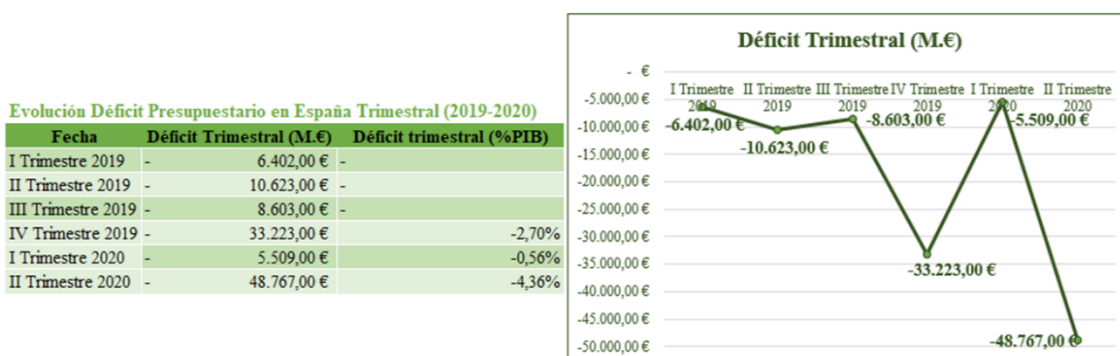 Evolución Déficit Presupuestario en España Trimestral (2019-2020)
Fecha Déficit Trimestral (M.€) Déficit trimestral (%PIB)
I Trimestre 2019 - 6.402,00 € -
II Trimestre 2019 - 10.623,00 € -
III Trimestre 2019 - 8.603,00 € -
IV Trimestre 2019 - 33.223,00 € -2,70%
I Trimestre 2020 - 5.509,00 € -0,56%
II Trimestre 2020 - 48.767,00 € -4,36%
Déficit Trimestral (M.€)
- €
-5.000,00 €
-10.000,00 €
-15.000,00 €
-20.000,00 €
-25.000,00 €
-30.000,00 €
-35.000,00 €
-40.000,00 €
-45.000,00 €
-50.000,00 €
I Trimestre II Trimestre III Trimestre IV Trimestre I Trimestre II Trimestre
2019 2019 2019 2019 2020 2020
-6.402,00 €
-10.623,00 €
-8.603,00 €
-33.223,00 €
-5.509,00 €
-48.767,00 €